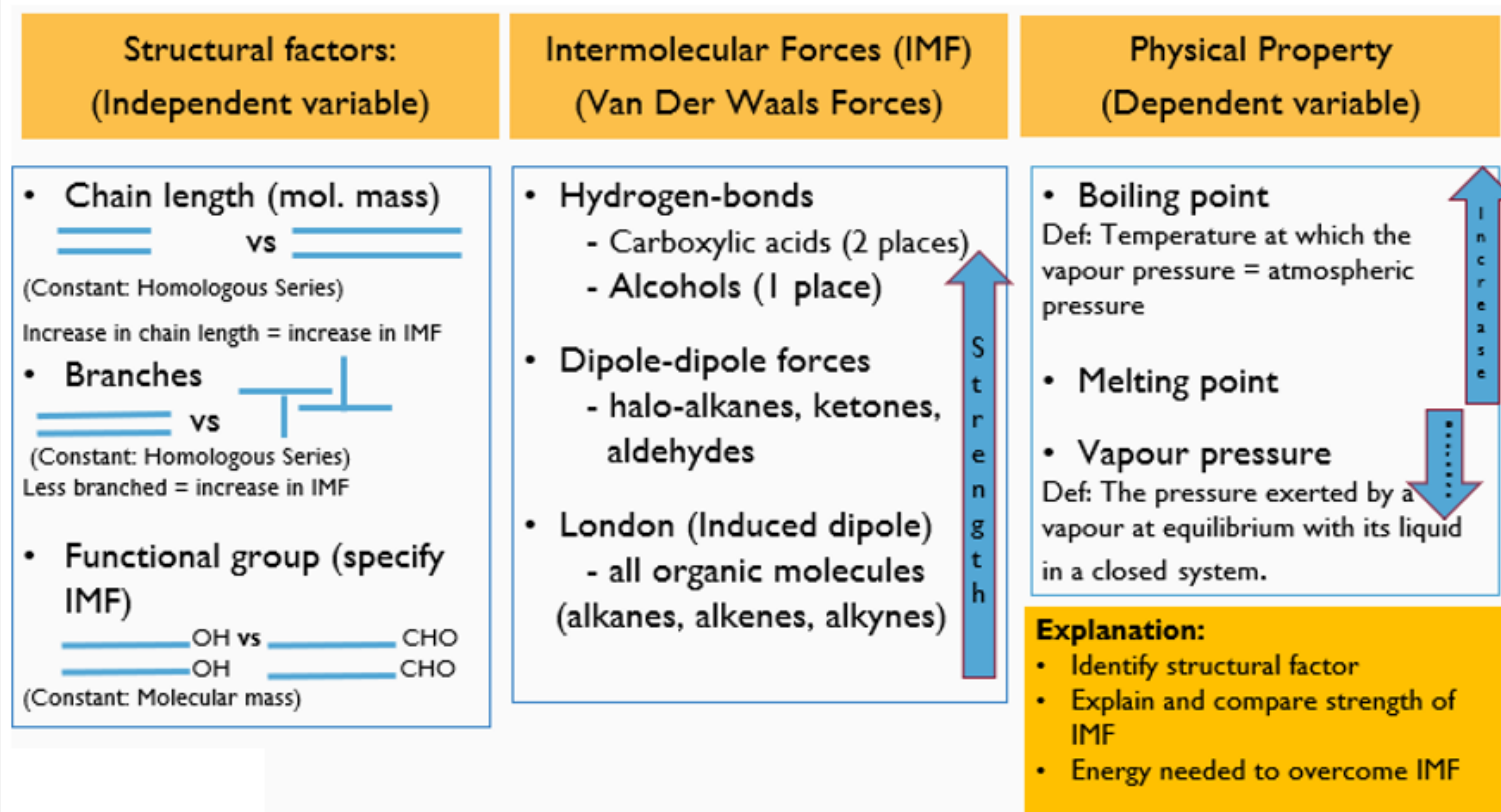 Structural factors:
(Independent variable)
• Chain length (mol. mass)
vs
(Constant: Homologous Series)
Increase in chain length = increase in IMF
• Branches
vs
(Constant: Homologous Series)
Less branched = increase in IMF
• Functional group (specify
IMF)
OH vs CHO
OH CHO
(Constant: Molecular mass)
Intermolecular Forces (IMF)
(Van Der Waals Forces)
• Hydrogen-bonds
- Carboxylic acids (2 places)
- Alcohols (1 place)
• Dipole-dipole forces
- halo-alkanes, ketones,
aldehydes
• London (Induced dipole)
- all organic molecules
(alkanes, alkenes, alkynes)
Strength
Physical Property
(Dependent variable)
• Boiling point
Def: Temperature at which the
vapour pressure = atmospheric
pressure
• Melting point
• Vapour pressure
Def: The pressure exerted by a
vapour at equilibrium with its liquid
in a closed system.
Increase
Explanation:
• Identify structural factor
• Explain and compare strength of
IMF
• Energy needed to overcome IMF